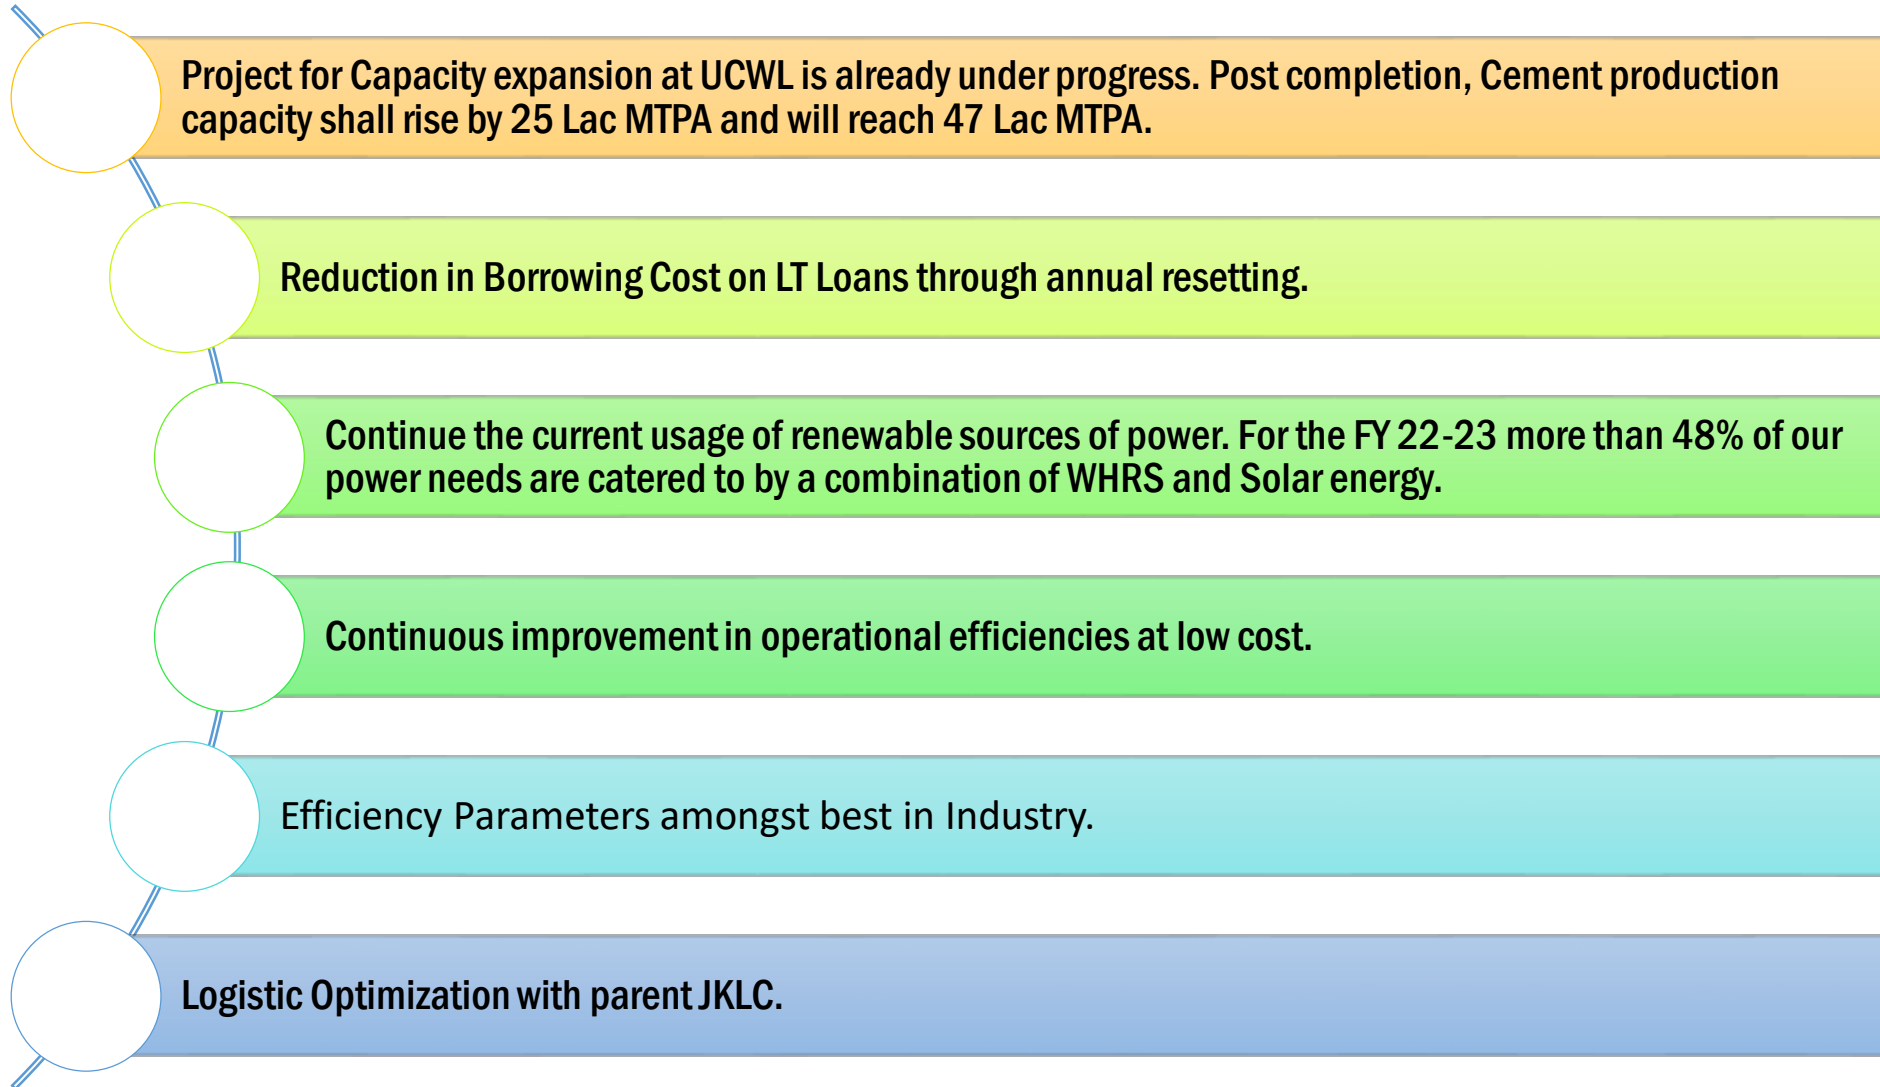 Project for Capacity expansion at UCWL is already under progress. Post completion, Cement production
capacity shall rise by 25 Lac MTPA and will reach 47 Lac MTPA.
Reduction in Borrowing Cost on LT Loans through annual resetting.
Continue the current usage of renewable sources of power. For the FY 22-23 more than 48% of our
power needs are catered to by a combination of WHRS and Solar energy.
Continuous improvement in operational efficiencies at low cost.
Efficiency Parameters amongst best in Industry.
Logistic Optimization with parent JKLC.